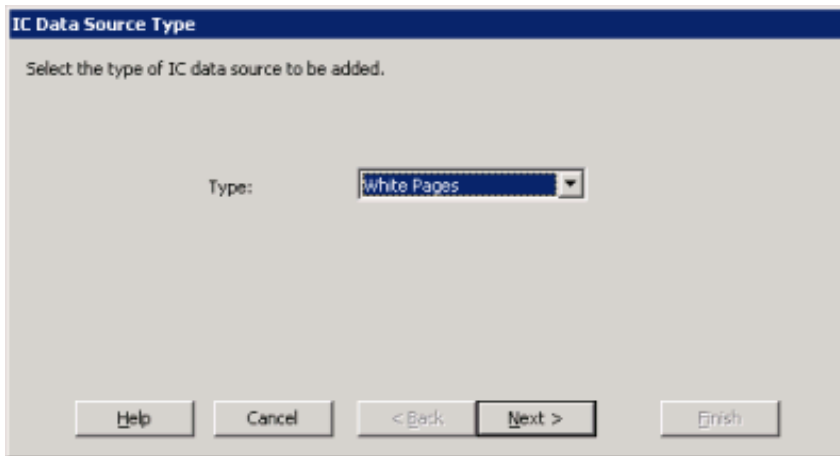 IC Data Source Type
Select the type of IC data source to be added.
Type: White Pages
Help Cancel < Back Next > Finish